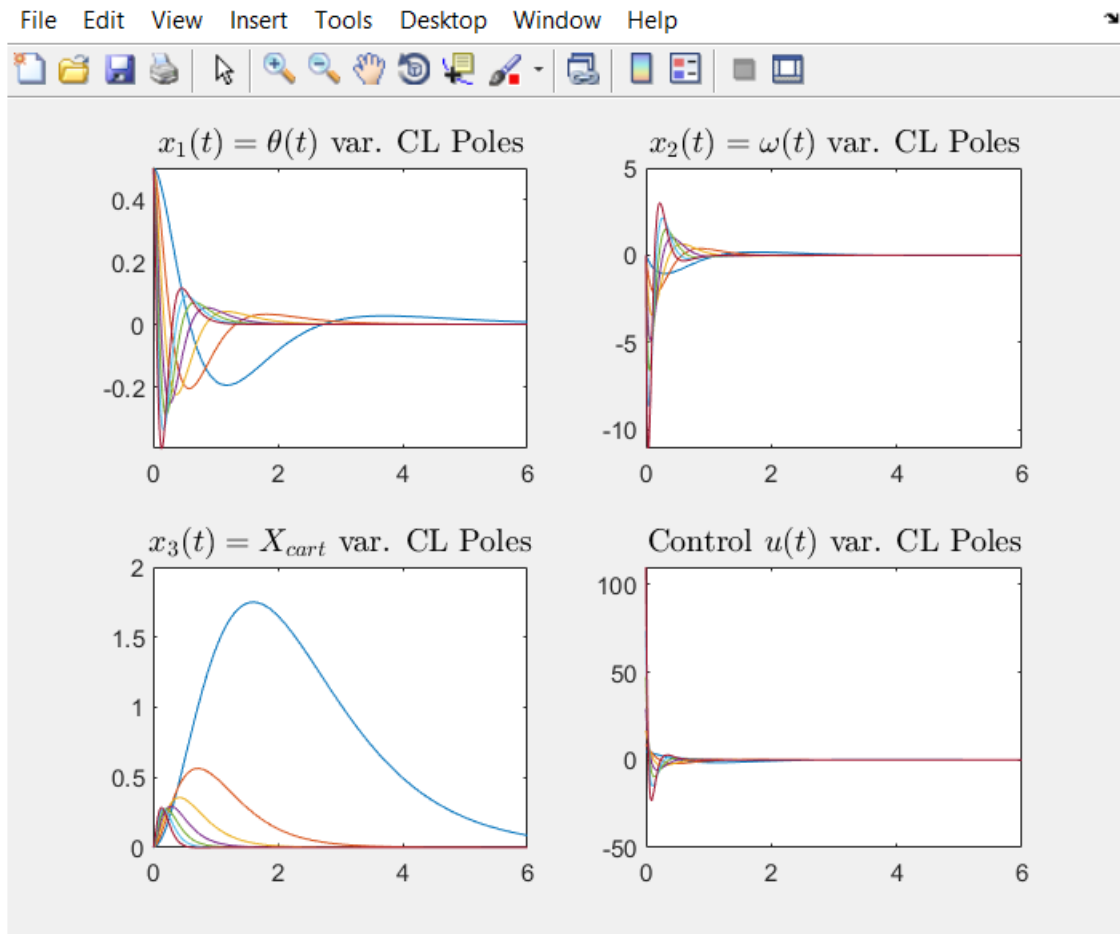 File Edit View Insert Tools Desktop Window Help
x₁(t) = θ(t) var. CL Poles
0.4
0.2
0
-0.2
0 2 4 6
x₂(t) = ω(t) var. CL Poles
5
0
-5
-10
0 2 4 6
x₃(t) = X_cart var. CL Poles
2
1.5
1
0.5
0
0 2 4 6
Control u(t) var. CL Poles
100
50
0
-50
0 2 4 6